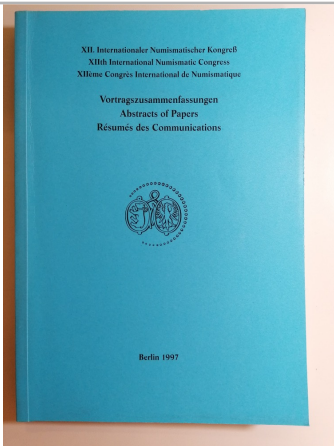 XII. Internationaler Numismatischer Kongreß
XIIth International Numismatic Congress
XIIème Congrès International de Numismatique
Vortragszusammenfassungen
Abstracts of Papers
Résumés des Communications
Berlin 1997